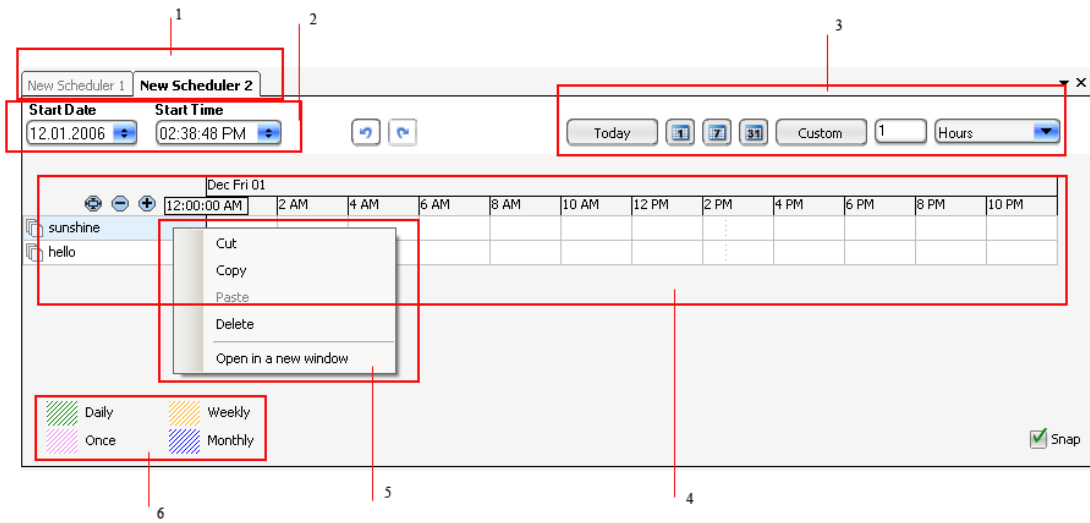 1
2
3
New Scheduler 1 New Scheduler 2
Start Date Start Time
12.01.2006 02:38:48 PM Today 1 7 31 Custom 1 Hours
Dec Fri 01
12:00:00 AM 2 AM 4 AM 6 AM 8 AM 10 AM 12 PM 2 PM 4 PM 6 PM 8 PM 10 PM
sunshine
hello
Cut
Copy
Paste
Delete
Open in a new window
Daily Weekly
Once Monthly
Snap
5
4
6